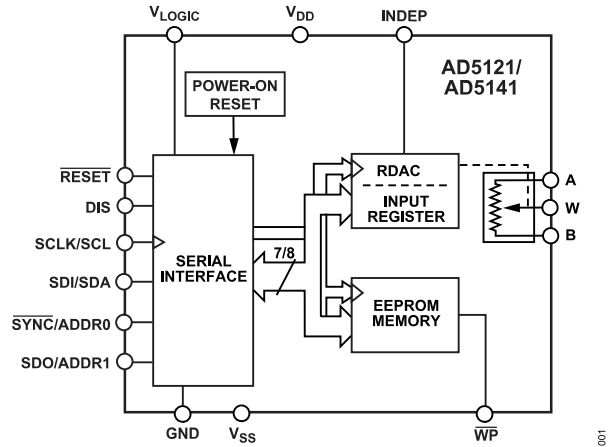 VLOGIC
VDD
INDEP
AD5121/
AD5141
POWER-ON
RESET
RESET
DIS
SCLK/SCL
SDI/SDA
SYNC/ADDR0
SDO/ADDR1
SERIAL
INTERFACE
7/8
RDAC
INPUT
REGISTER
EEPROM
MEMORY
A
W
B
GND
VSS
WP
001